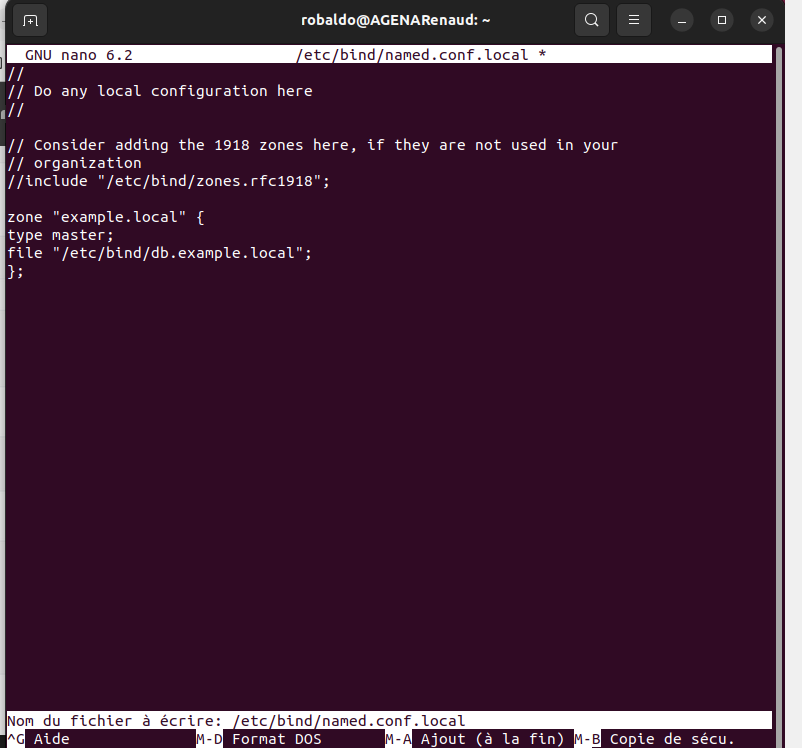 robaldo@AGENARenaud: ~
GNU nano 6.2 /etc/bind/named.conf.local *
//
// Do any local configuration here
//
// Consider adding the 1918 zones here, if they are not used in your
// organization
//include "/etc/bind/zones.rfc1918";
zone "example.local" {
type master;
file "/etc/bind/db.example.local";
};
Nom du fichier à écrire: /etc/bind/named.conf.local
^G Aide M-D Format DOS M-A Ajout (à la fin) M-B Copie de sécu.